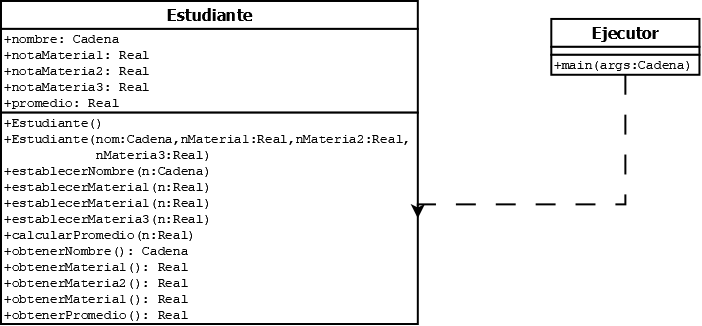 Estudiante
+nombre: Cadena
+notaMateria1: Real
+notaMateria2: Real
+notaMateria3: Real
+promedio: Real
+Estudiante()
+Estudiante(nom:Cadena,nMateria1:Real,nMateria2:Real,
nMateria3:Real)
+establecerNombre(n:Cadena)
+establecerMateria1(n:Real)
+establecerMateria1(n:Real)
+establecerMateria3(n:Real)
+calcularPromedio(n:Real)
+obtenerNombre(): Cadena
+obtenerMateria1(): Real
+obtenerMateria2(): Real
+obtenerMateria1(): Real
+obtenerPromedio(): Real
Ejecutor
+main(args:Cadena)